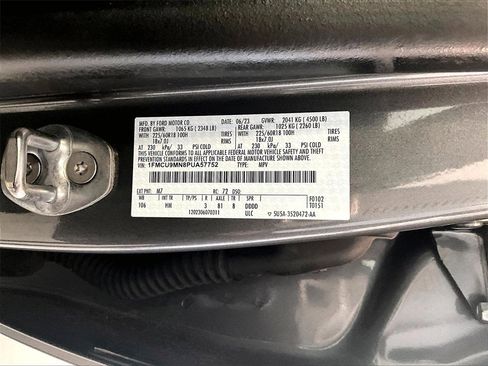 MFD. BY FORD MOTOR CO.
DATE: 06/23 GVWR: 2041 KG ( 4500 LB)
FRONT GAWR: 1065 KG ( 2348 LB) REAR GAWR: 1025 KG ( 2260 LB)
WITH 225/60R18 100H TIRES WITH 225/60R18 100H TIRES
18x7.0J RIMS 18x7.0J RIMS
AT 230 kPa/ 33 PSI COLD AT 230 kPa/ 33 PSI COLD
THIS VEHICLE CONFORMS TO ALL APPLICABLE FEDERAL MOTOR VEHICLE SAFETY AND THEFT
PREVENTION STANDARDS IN EFFECT ON THE DATE OF MANUFACTURE SHOWN ABOVE.
VIN: 1FMCU9MN8PUA57752 TYPE: MPV
EXT PNT: M7 RC: 72 DSO:
WB INT TR TP/PS R AXLE TR SPR F0102
106 HM 3 81 8 DDDD T0151
1202306070311 ULC 5U5A-3520472-AA